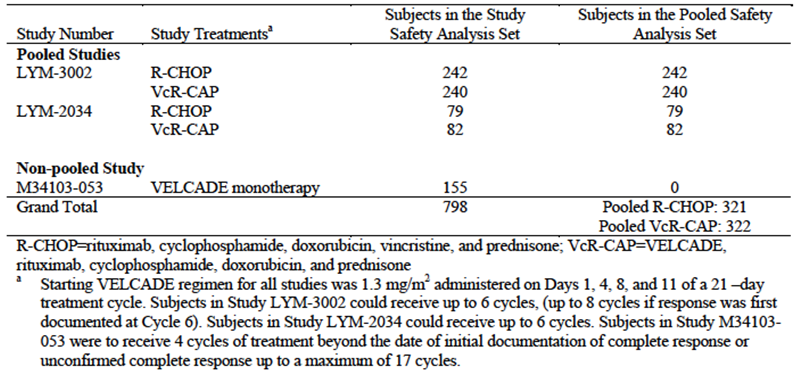 Subjects in the Study Subjects in the Pooled Safety
Study Number Study Treatmentsa Safety Analysis Set Analysis Set
Pooled Studies
LYM-3002 R-CHOP 242 242
VcR-CAP 240 240
LYM-2034 R-CHOP 79 79
VcR-CAP 82 82
Non-pooled Study
M34103-053 VELCADE monotherapy 155 0
Grand Total 798 Pooled R-CHOP: 321
Pooled VcR-CAP: 322
R-CHOP=rituximab, cyclophosphamide, doxorubicin, vincristine, and prednisone; VcR-CAP=VELCADE,
rituximab, cyclophosphamide, doxorubicin, and prednisone
a Starting VELCADE regimen for all studies was 1.3 mg/m2 administered on Days 1, 4, 8, and 11 of a 21 –day
treatment cycle. Subjects in Study LYM-3002 could receive up to 6 cycles, (up to 8 cycles if response was first
documented at Cycle 6). Subjects in Study LYM-2034 could receive up to 6 cycles. Subjects in Study M34103-
053 were to receive 4 cycles of treatment beyond the date of initial documentation of complete response or
unconfirmed complete response up to a maximum of 17 cycles.